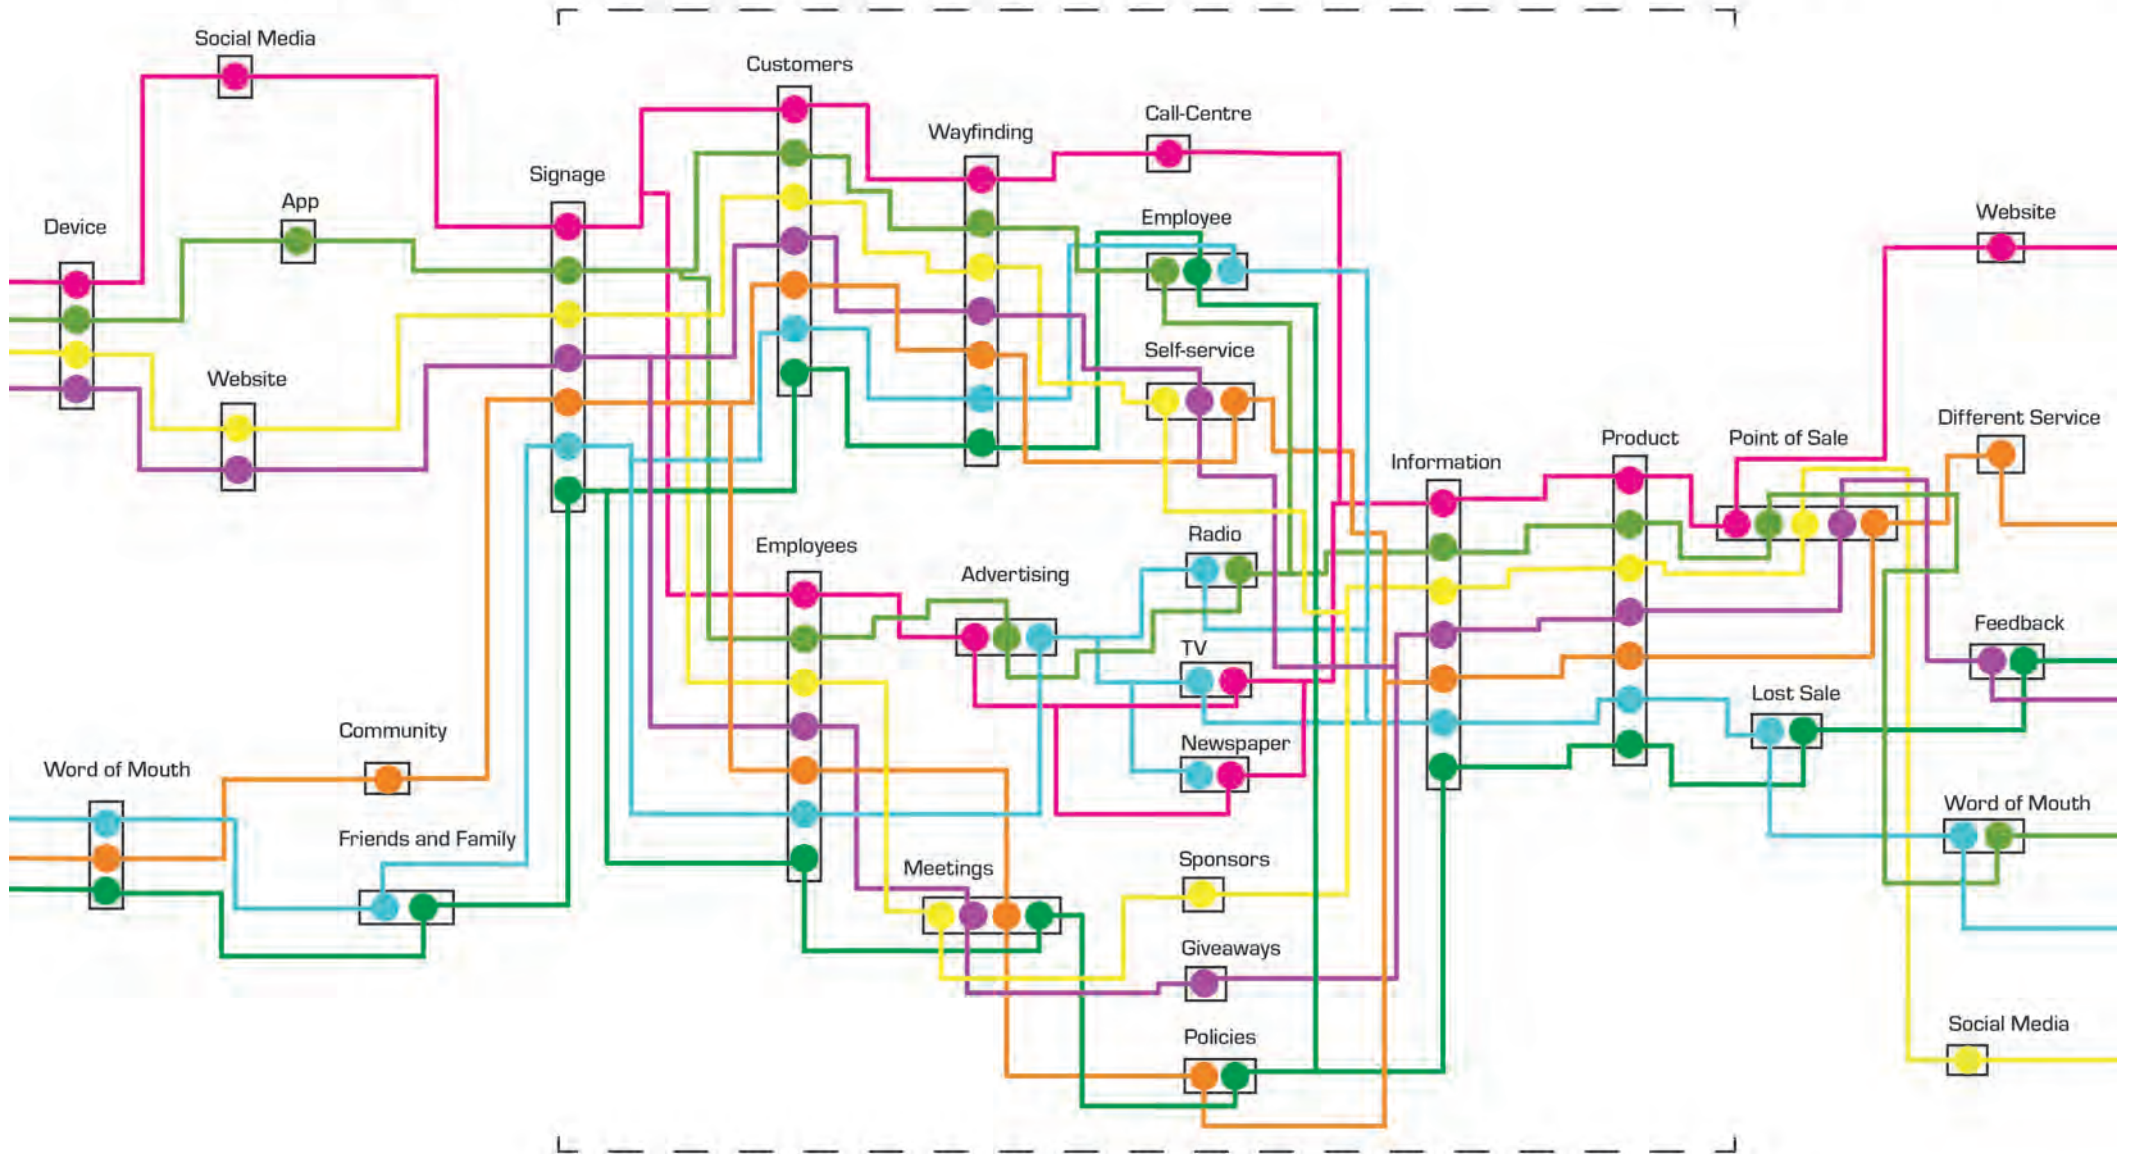 Social Media
Customers
Call-Centre
Wayfinding
Signage
App
Device
Employee
Website
Self-service
Website
Different Service
Product
Point of Sale
Information
Radio
Employees
Advertising
Feedback
TV
Lost Sale
Community
Newspaper
Word of Mouth
Word of Mouth
Friends and Family
Sponsors
Meetings
Giveaways
Social Media
Policies